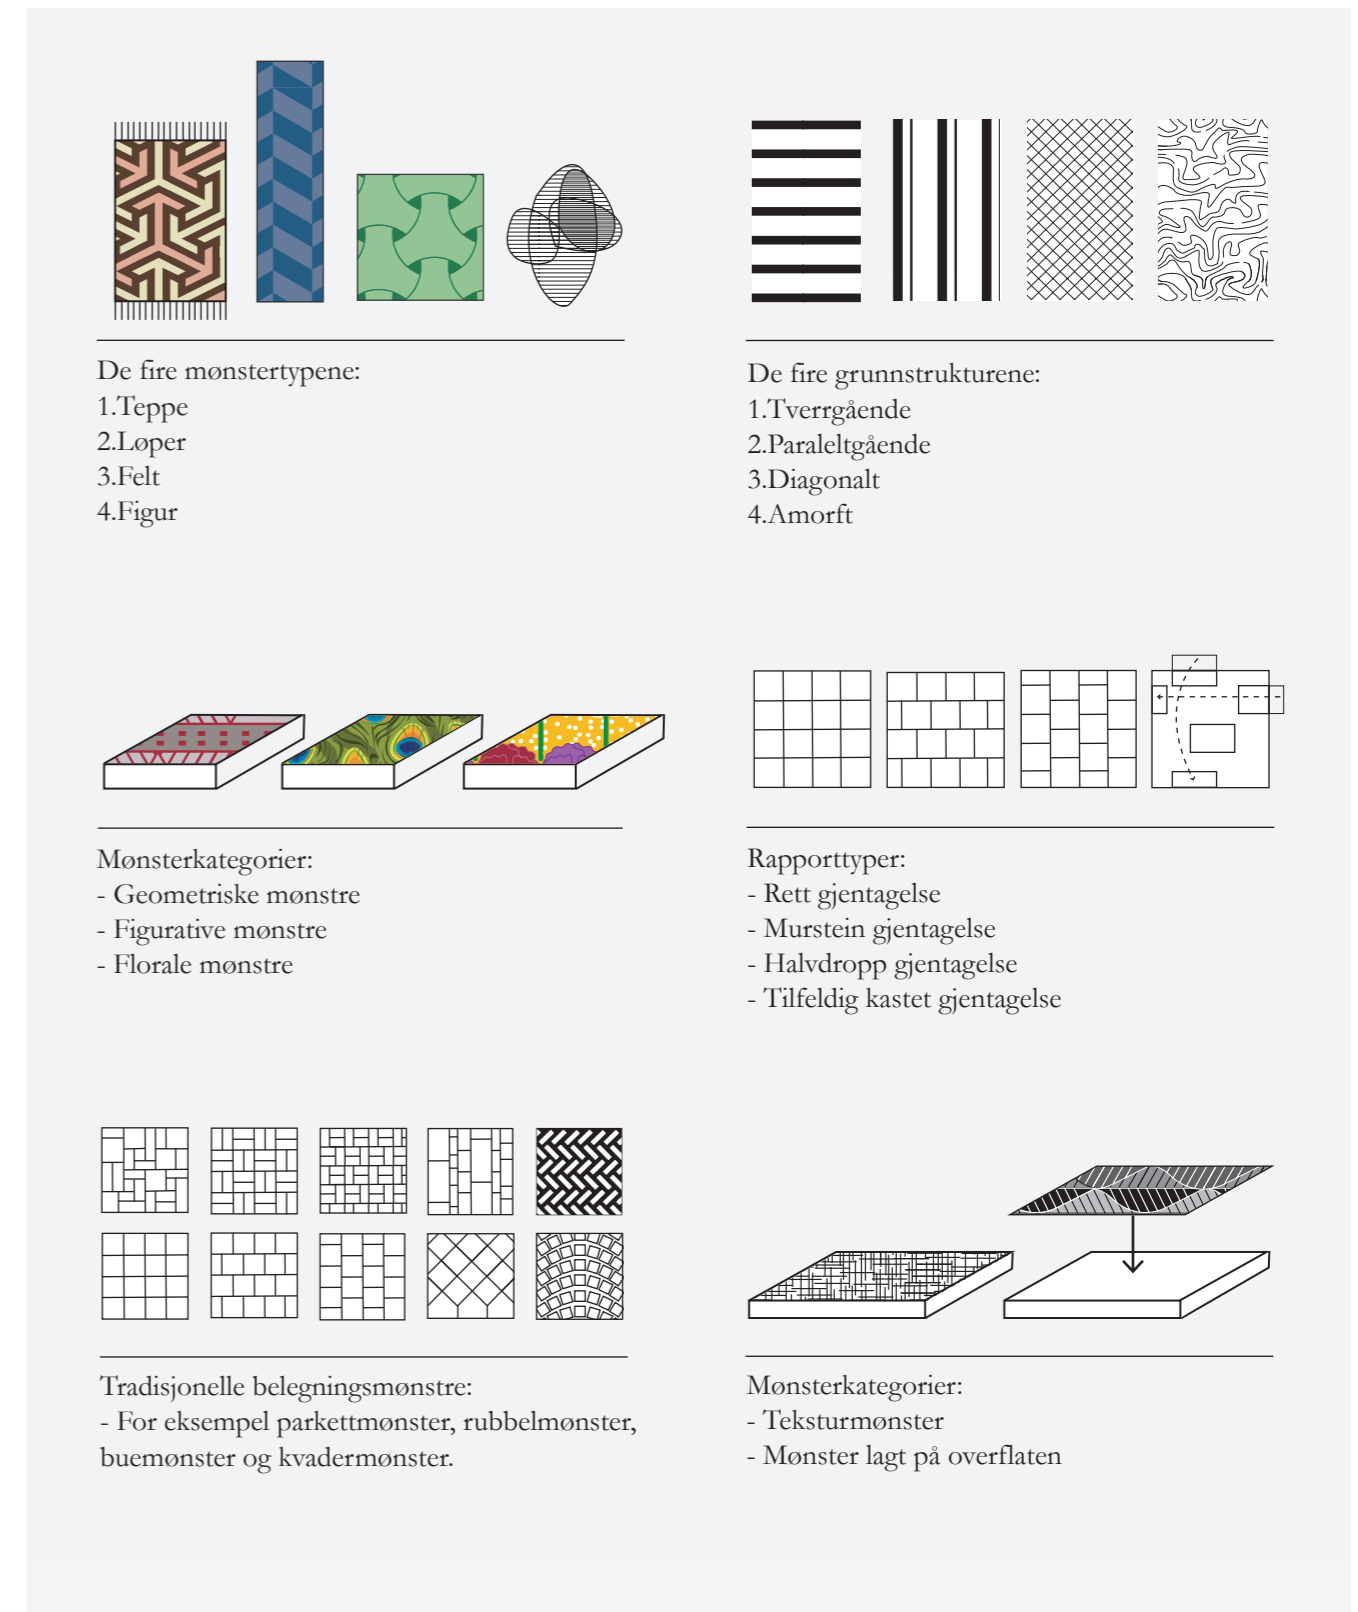 De fire mønstertypene:
1.Teppe
2.Løper
3.Felt
4.Figur
De fire grunnstrukturene:
1.Tverrgående
2.Paraleltgående
3.Diagonalt
4.Amorft
Mønsterkategorier:
- Geometriske mønstre
- Figurative mønstre
- Florale mønstre
Rapporttyper:
- Rett gjentagelse
- Murstein gjentagelse
- Halvdropp gjentagelse
- Tilfeldig kastet gjentagelse
Tradisjonelle belegningsmønstre:
- For eksempel parkettmønster, rubbelmønster,
buemønster og kvadermønster.
Mønsterkategorier:
- Teksturmønster
- Mønster lagt på overflaten